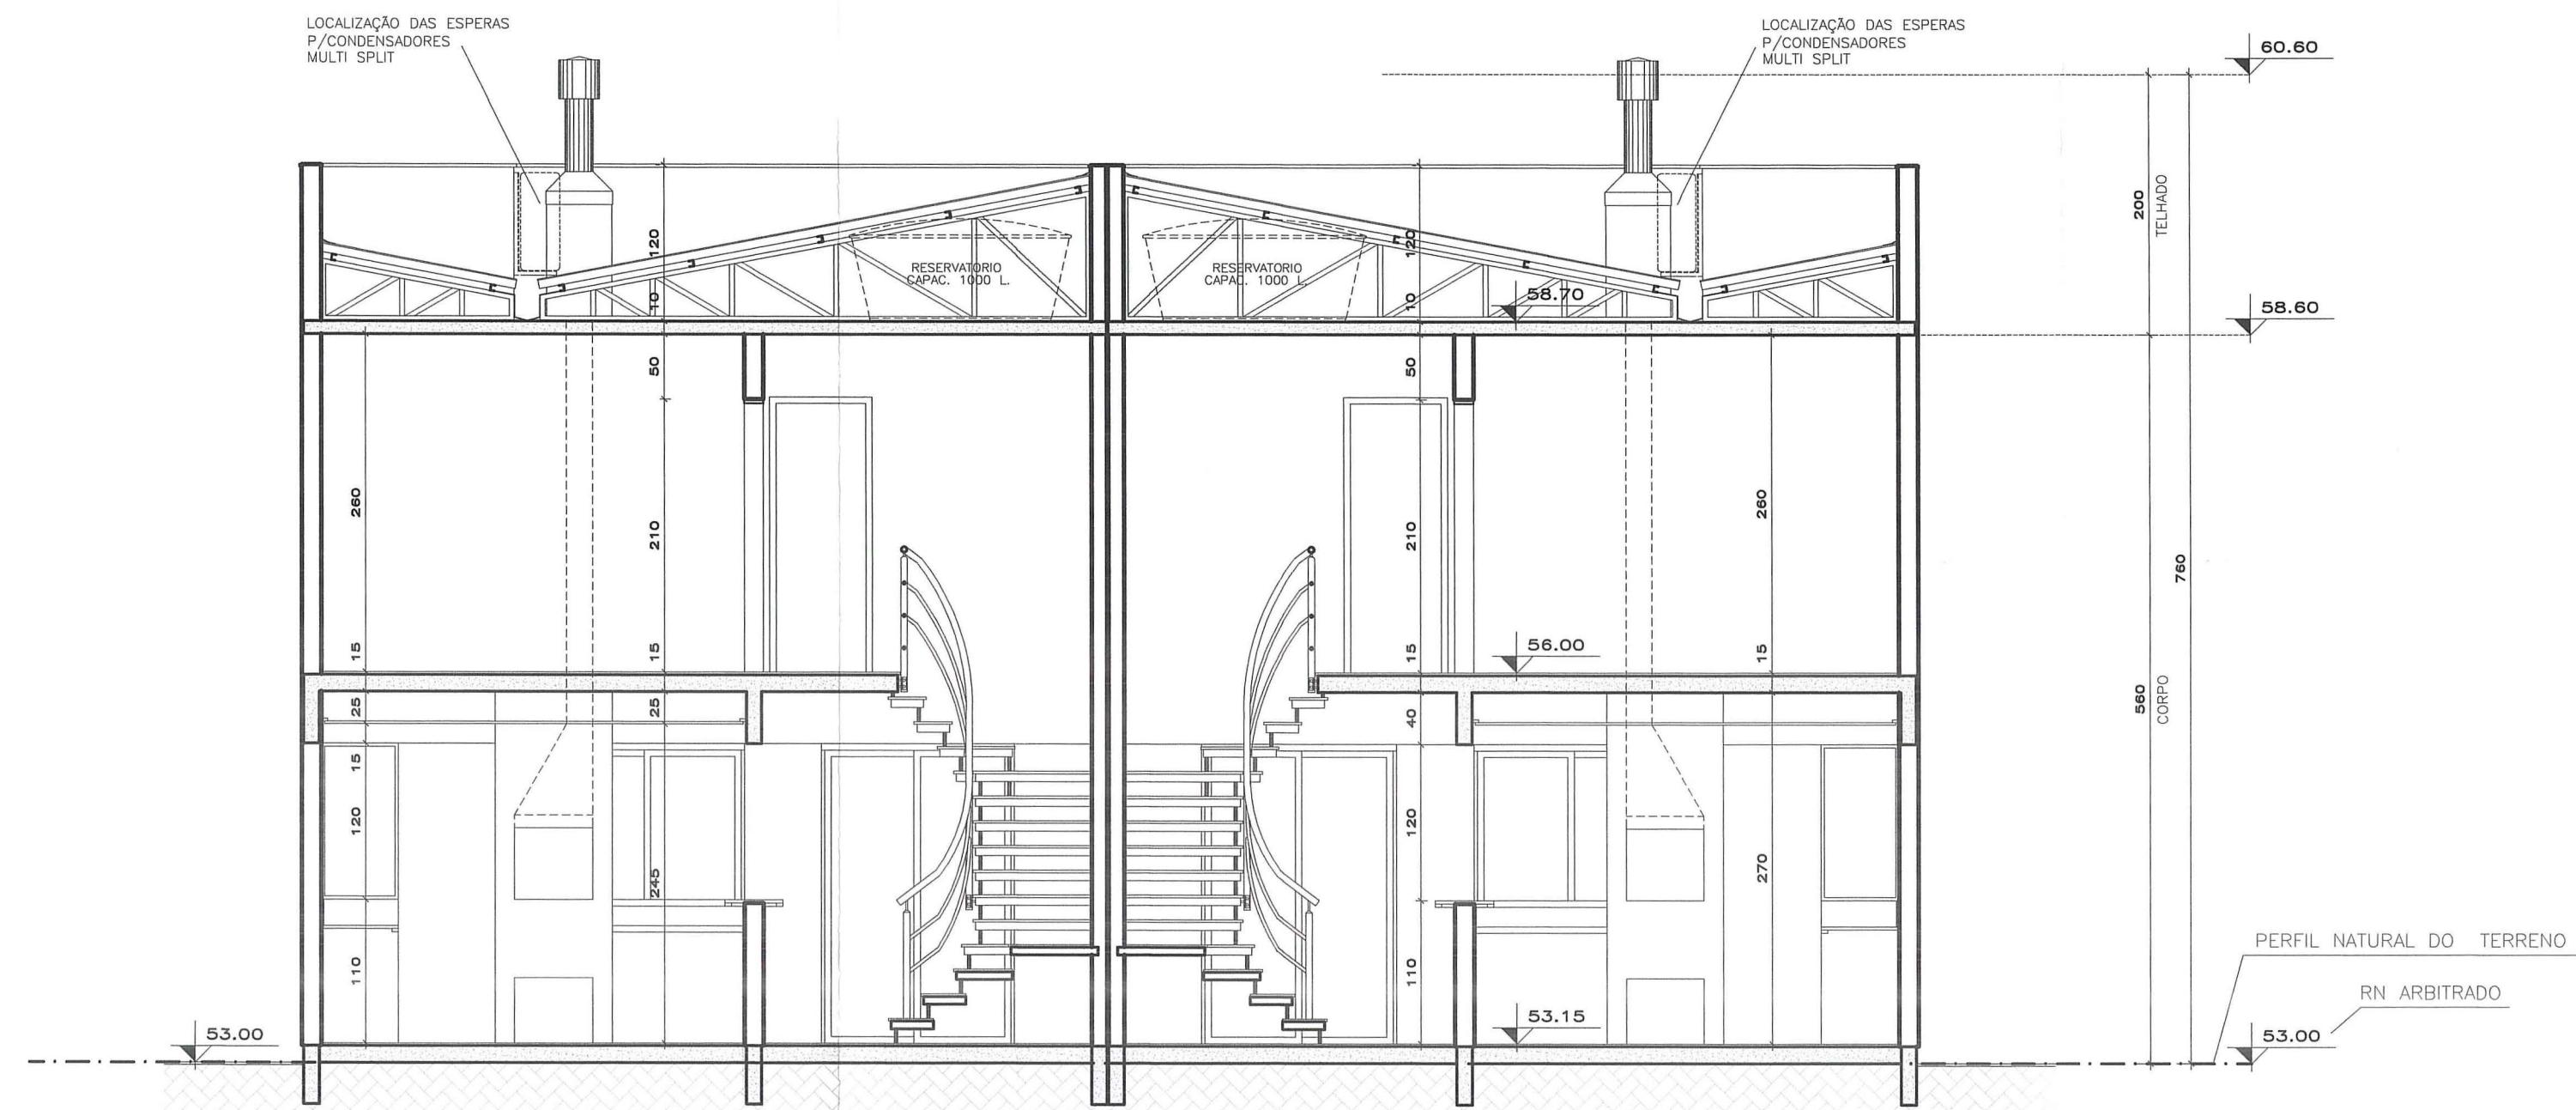 LOCALIZAÇÃO DAS ESPERAS
P/CONDENSADORES
MULTI SPLIT
LOCALIZAÇÃO DAS ESPERAS
P/CONDENSADORES
MULTI SPLIT
60.60
200
TELHADO
120
10
RESERVATORIO
CAPAC. 1000 L.
RESERVATORIO
CAPAC. 1000 L.
120
10
58.70
58.60
50
50
260
210
210
260
15
15
15
15
56.00
760
560
CORPO
25
25
40
15
120
245
120
270
110
110
53.15
PERFIL NATURAL DO TERRENO
RN ARBITRADO
53.00
53.00